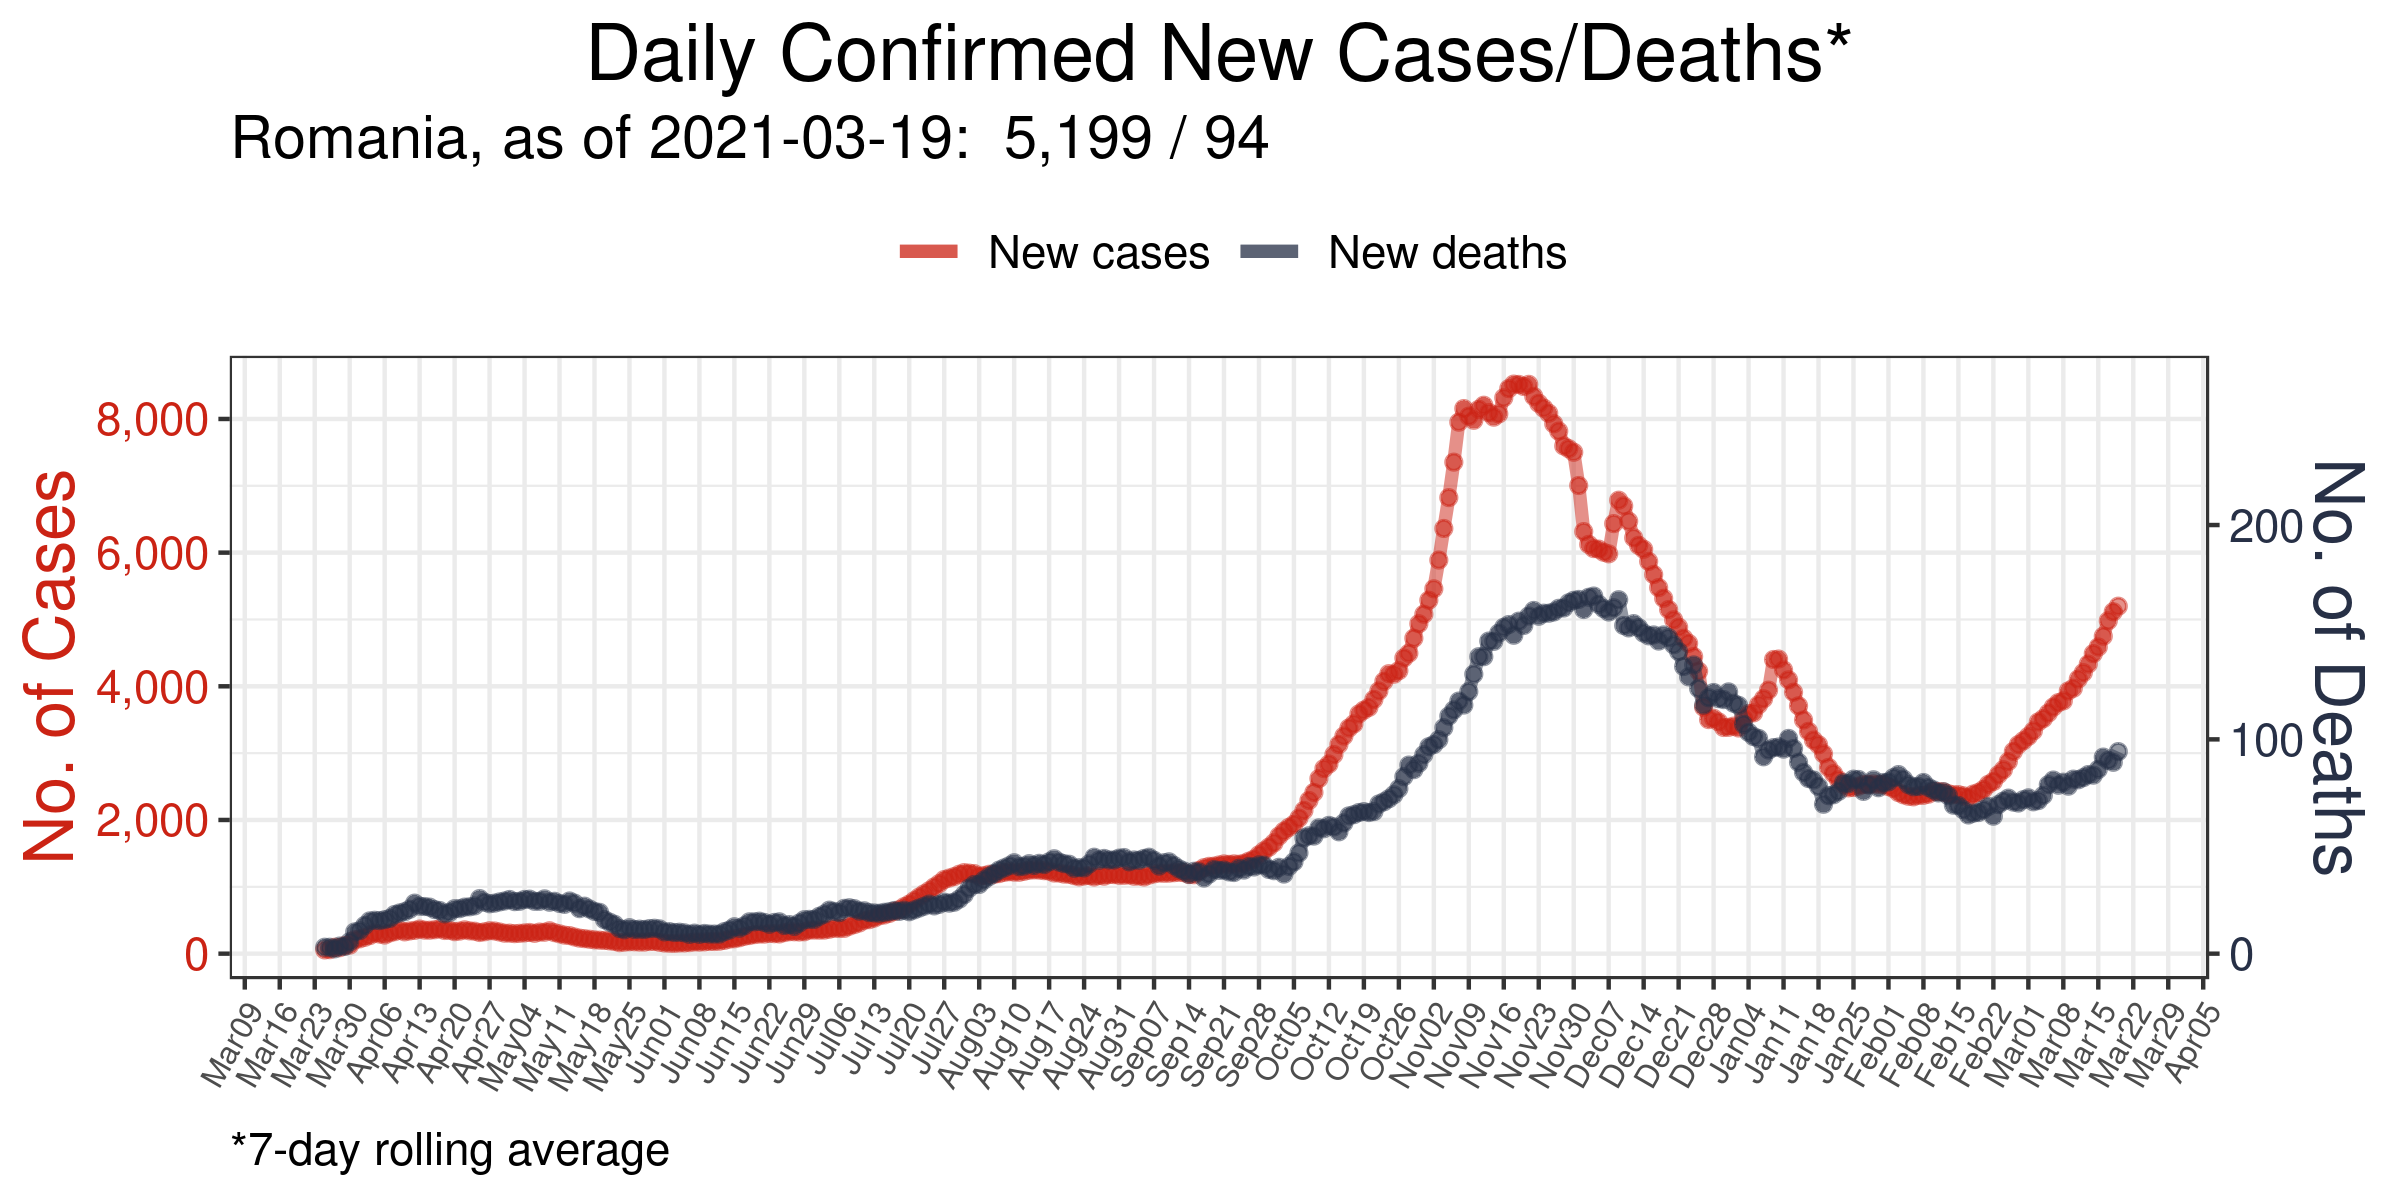 Daily Confirmed New Cases/Deaths*
Romania, as of 2021-03-19:  5,199 / 94
New cases
New deaths
No. of Cases
8,000
6,000
4,000
2,000
0
200
100
0
No. of Deaths
Mar09
Mar16
Mar23
Mar30
Apr06
Apr13
Apr20
Apr27
May04
May11
May18
May25
Jun01
Jun08
Jun15
Jun22
Jun29
Jul06
Jul13
Jul20
Jul27
Aug03
Aug10
Aug17
Aug24
Aug31
Sep07
Sep14
Sep21
Sep28
Oct05
Oct12
Oct19
Oct26
Nov02
Nov09
Nov16
Nov23
Nov30
Dec07
Dec14
Dec21
Dec28
Jan04
Jan11
Jan18
Jan25
Feb01
Feb08
Feb15
Feb22
Mar01
Mar08
Mar15
Mar22
Mar29
Apr05
*7-day rolling average